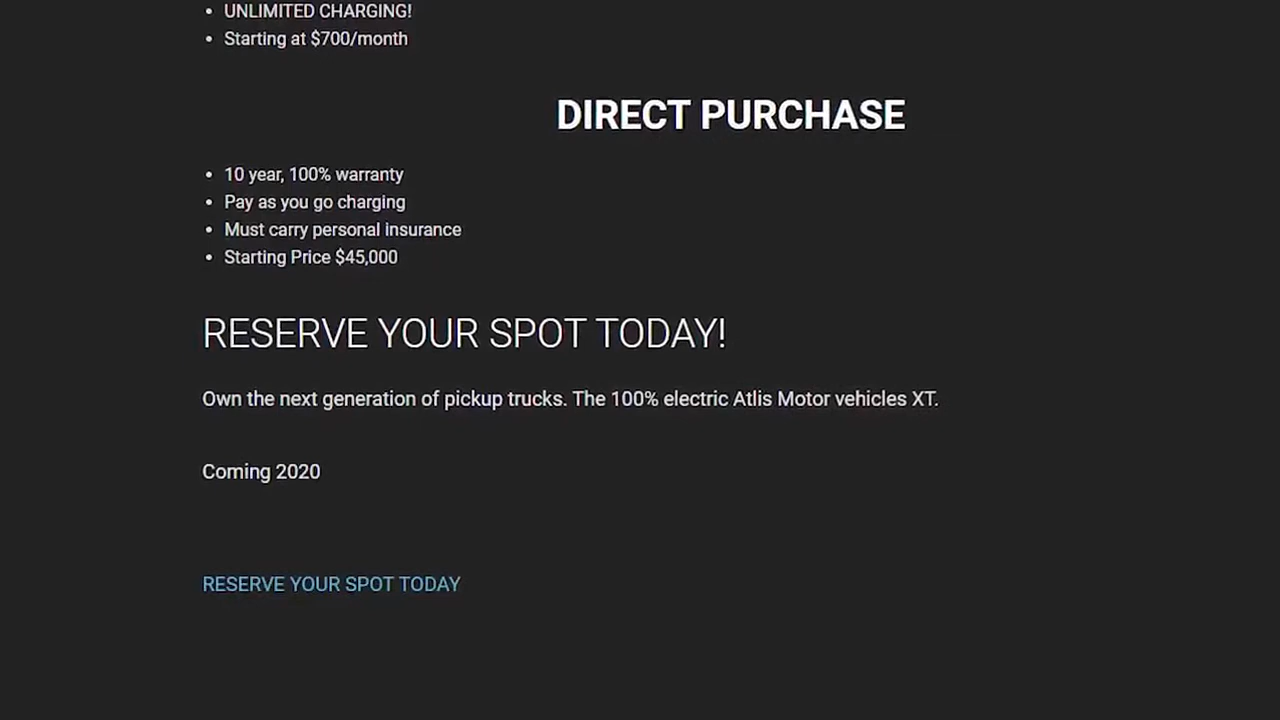 UNLIMITED CHARGING!
Starting at $700/month
DIRECT PURCHASE
10 year, 100% warranty
Pay as you go charging
Must carry personal insurance
Starting Price $45,000
RESERVE YOUR SPOT TODAY!
Own the next generation of pickup trucks. The 100% electric Atlis Motor vehicles XT.
Coming 2020
RESERVE YOUR SPOT TODAY